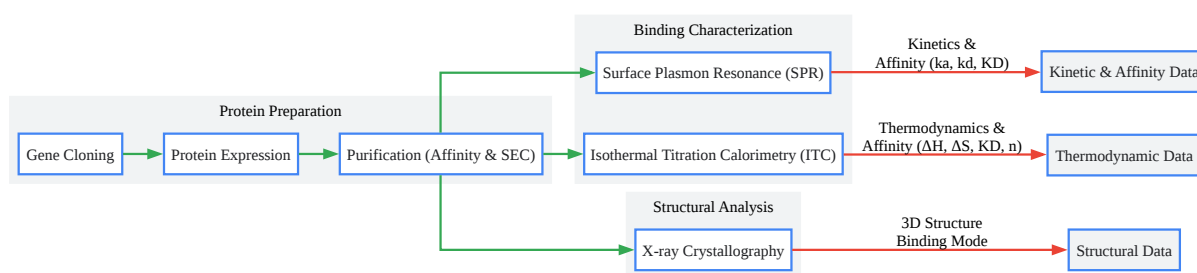 Binding Characterization
Kinetics &
Affinity (ka, kd, KD)
Surface Plasmon Resonance (SPR)
Kinetic & Affinity Data
Protein Preparation
Gene Cloning
Protein Expression
Purification (Affinity & SEC)
Isothermal Titration Calorimetry (ITC)
Thermodynamics &
Affinity (ΔH, ΔS, KD, n)
Thermodynamic Data
Structural Analysis
X-ray Crystallography
3D Structure
Binding Mode
Structural Data